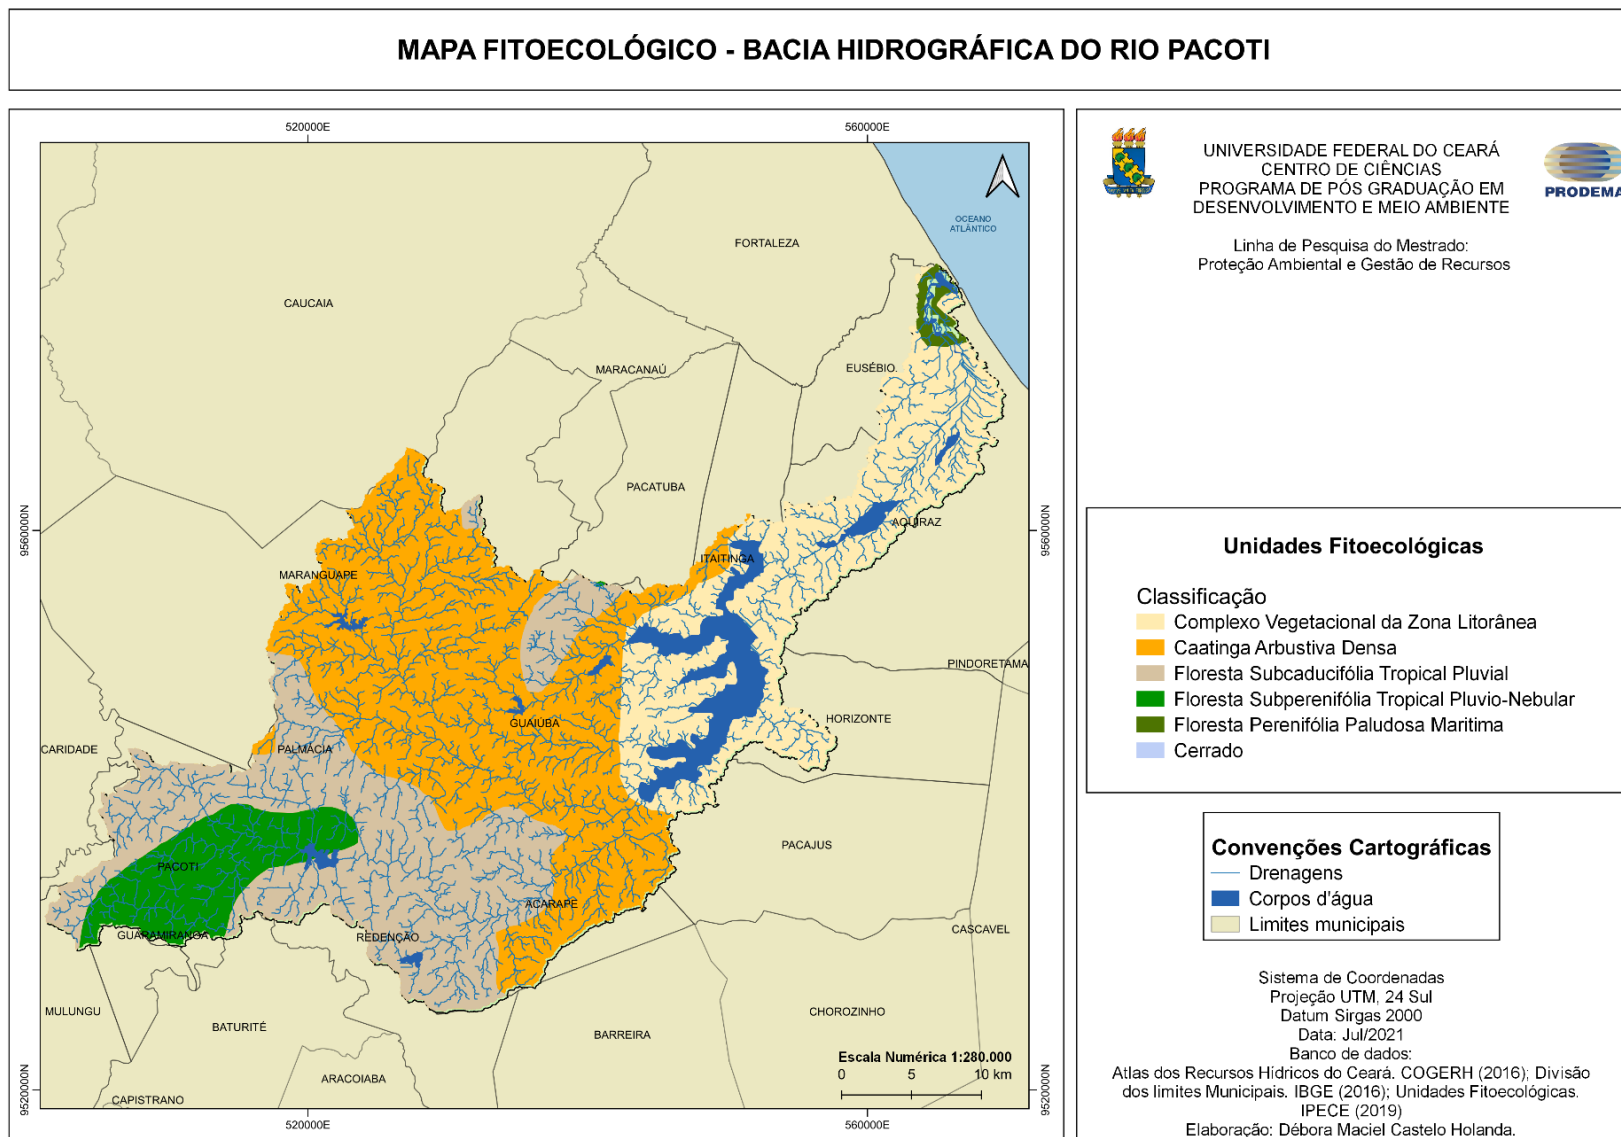 MAPA FITOECOLÓGICO - BACIA HIDROGRÁFICA DO RIO PACOTI
520000E
560000E
OCEANO
ATLÂNTICO
FORTALEZA
CAUCAIA
MARACANAÚ
EUSÉBIO.
PACATUBA
9560000N
AQUIRAZ
9560000N
ITAITINGA
MARANGUAPE
PINDORETAMA
HORIZONTE
GUAIÚBA
CARIDADE
PALMÁCIA
PACAJUS
PACOTI
ACARAPE
CASCAVEL
GUARAMIRANGA
REDENÇÃO
MULUNGU
CHOROZINHO
BATURITÉ
BARREIRA
Escala Numérica 1:280.000
0 5 10 km
ARACOIABA
CAPISTRANO
9520000N
9520000N
520000E
560000E
UNIVERSIDADE FEDERAL DO CEARÁ
CENTRO DE CIÊNCIAS
PROGRAMA DE PÓS GRADUAÇÃO EM
DESENVOLVIMENTO E MEIO AMBIENTE
PRODEMA
Linha de Pesquisa do Mestrado:
Proteção Ambiental e Gestão de Recursos
Unidades Fitoecológicas
Classificação
Complexo Vegetacional da Zona Litorânea
Caatinga Arbustiva Densa
Floresta Subcaducifólia Tropical Pluvial
Floresta Subperenifólia Tropical Pluvio-Nebular
Floresta Perenifólia Paludosa Maritima
Cerrado
Convenções Cartográficas
Drenagens
Corpos d'água
Limites municipais
Sistema de Coordenadas
Projeção UTM, 24 Sul
Datum Sirgas 2000
Data: Jul/2021
Banco de dados:
Atlas dos Recursos Hídricos do Ceará. COGERH (2016); Divisão
dos limites Municipais. IBGE (2016); Unidades Fitoecológicas.
IPECE (2019)
Elaboração: Débora Maciel Castelo Holanda.